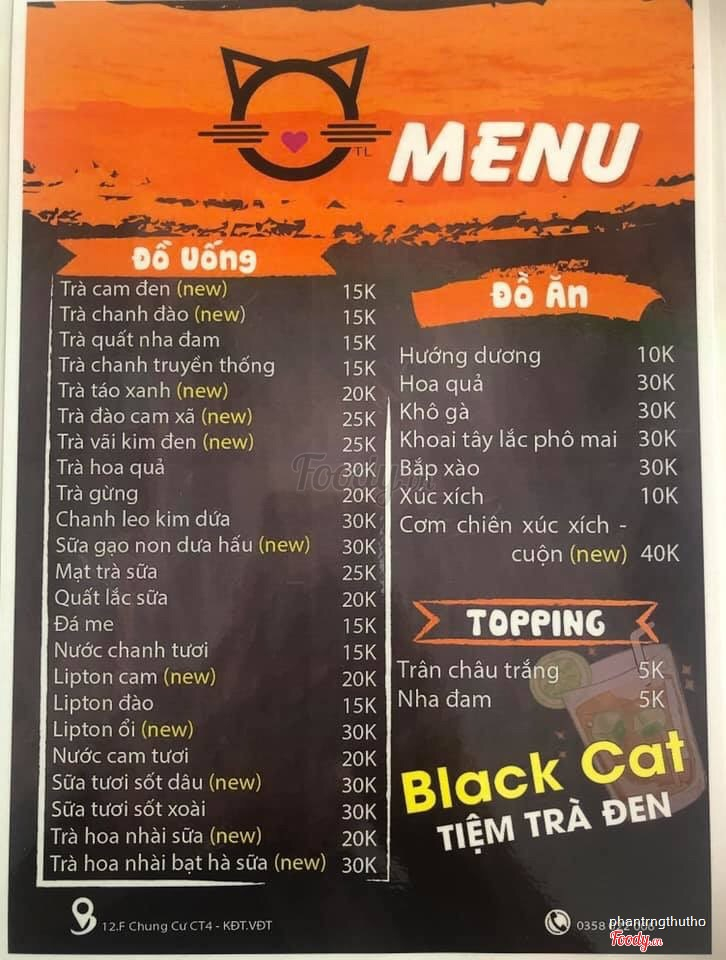 TL
MENU
Đồ Uống
Trà cam đen (new) 15K
Trà chanh đào (new) 15K
Trà quất nha đam 15K
Trà chanh truyền thống 15K
Trà táo xanh (new) 20K
Trà đào cam xã (new) 25K
Trà vãi kim đen (new) 25K
Trà hoa quả 30K
Trà gừng 20K
Chanh leo kim dứa 30K
Sữa gạo non dưa hấu (new) 30K
Mạt trà sữa 25K
Quất lắc sữa 20K
Đá me 15K
Nước chanh tươi 15K
Lipton cam (new) 20K
Lipton đào 15K
Lipton ổi (new) 30K
Nước cam tươi 20K
Sữa tươi sốt dâu (new) 30K
Sữa tươi sốt xoài 30K
Trà hoa nhài sữa (new) 20K
Trà hoa nhài bạt hà sữa (new) 30K
Đồ Ăn
Hướng dương 10K
Hoa quả 30K
Khô gà 30K
Khoai tây lắc phô mai 30K
Bắp xào 30K
Xúc xích 10K
Cơm chiên xúc xích -
cuộn (new) 40K
TOPPING
Trân châu trắng 5K
Nha đam 5K
Black Cat
TIỆM TRÀ ĐEN
Foody.vn
12.F Chung Cư CT4 - KĐT.VĐT
0358
phantrngthutho
Foody.vn